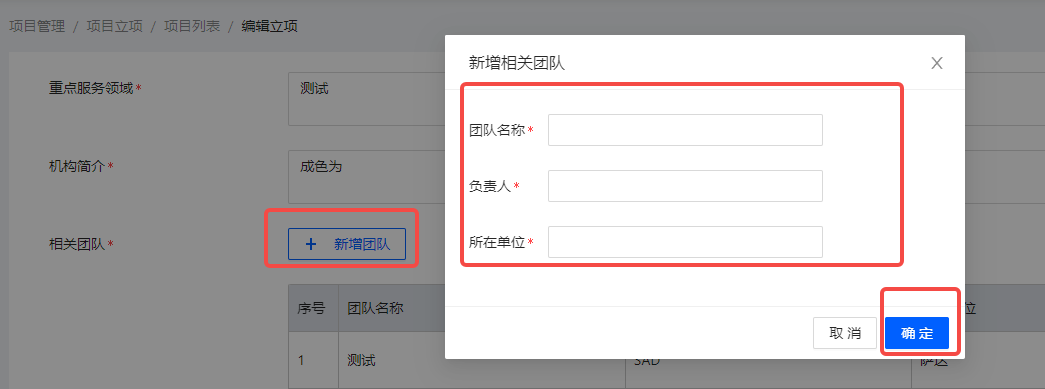 项目管理 / 项目立项 / 项目列表 / 编辑立项
新增相关团队
重点服务领域*
测试
团队名称*
机构简介*
成色为
负责人*
相关团队*
+ 新增团队
所在单位*
序号
团队名称
位
取 消
确 定
1
测试
SAD
萨达